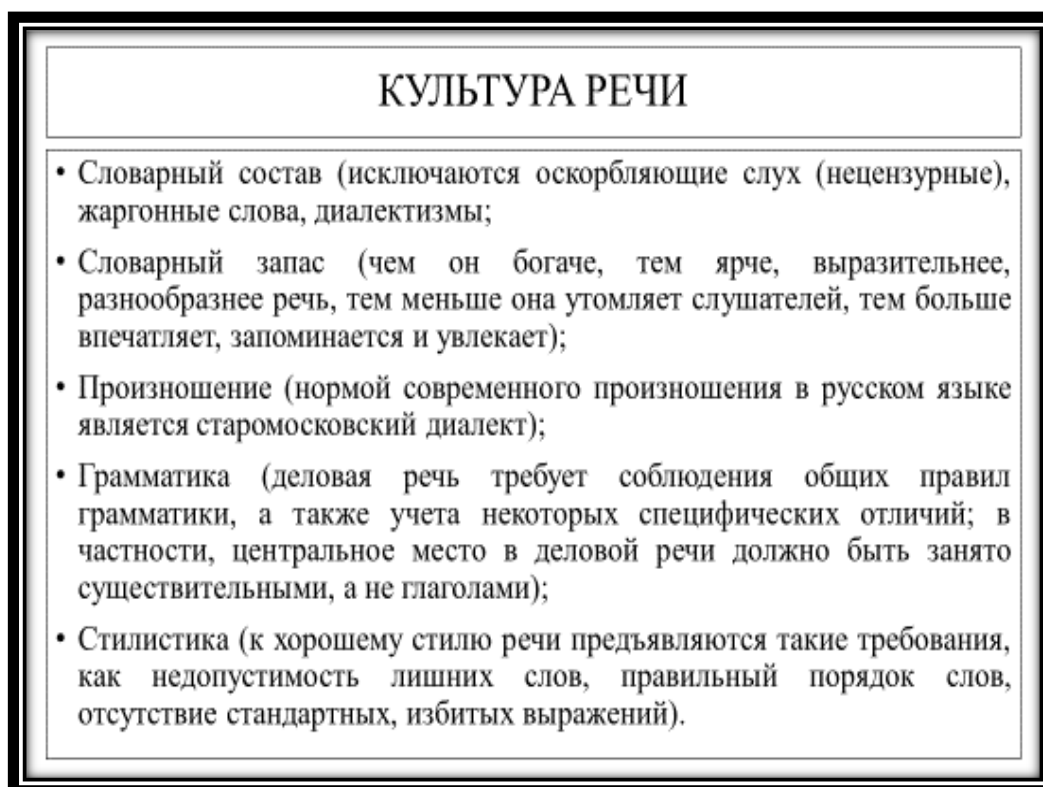 КУЛЬТУРА РЕЧИ
• Словарный состав (исключаются оскорбляющие слух (нецензурные),
жаргонные слова, диалектизмы;
• Словарный запас (чем он богаче, тем ярче, выразительнее,
разнообразнее речь, тем меньше она утомляет слушателей, тем больше
впечатляет, запоминается и увлекает);
• Произношение (нормой современного произношения в русском языке
является старомосковский диалект);
• Грамматика (деловая речь требует соблюдения общих правил
грамматики, а также учета некоторых специфических отличий; в
частности, центральное место в деловой речи должно быть занято
существительными, а не глаголами);
• Стилистика (к хорошему стилю речи предъявляются такие требования,
как недопустимость лишних слов, правильный порядок слов,
отсутствие стандартных, избитых выражений).